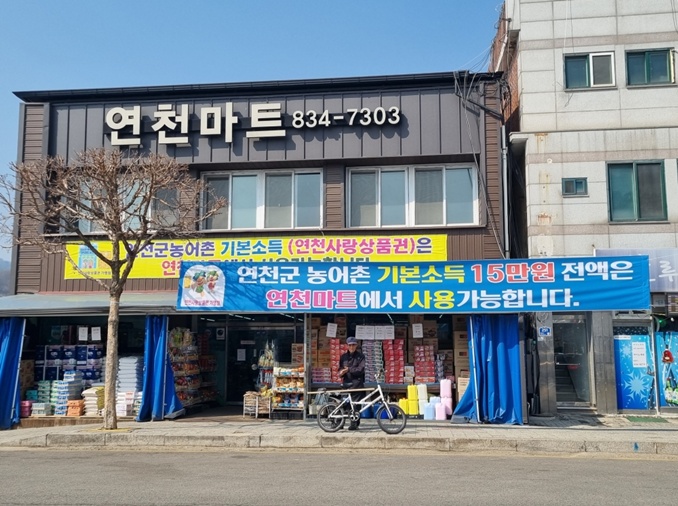 연천마트 834-7303
연천군농어촌 기본소득 (연천사랑상품권)은
연천군 농어촌 기본소득 15만원 전액은
연천마트에서 사용가능합니다.